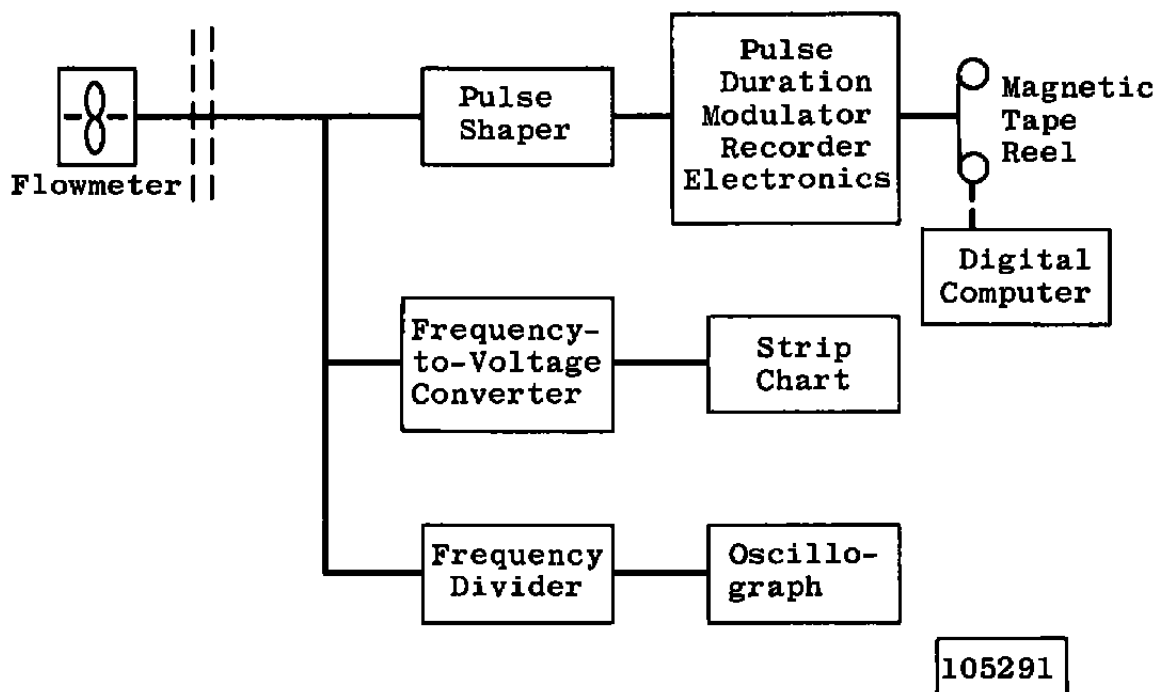 Flowmeter
Pulse
Shaper
Pulse
Duration
Modulator
Recorder
Electronics
Magnetic
Tape
Reel
Digital
Computer
Frequency-
to-Voltage
Converter
Strip
Chart
Frequency
Divider
Oscillo-
graph
105291